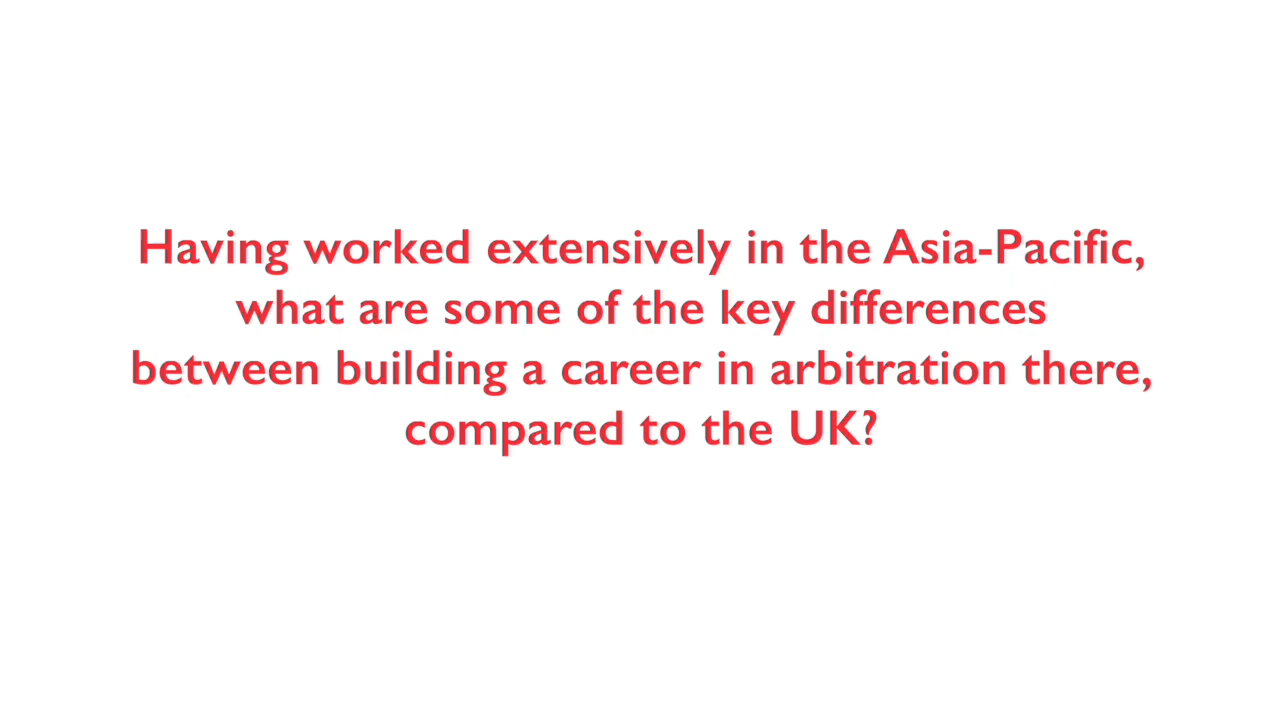 Having worked extensively in the Asia-Pacific,
what are some of the key differences
between building a career in arbitration there,
compared to the UK?